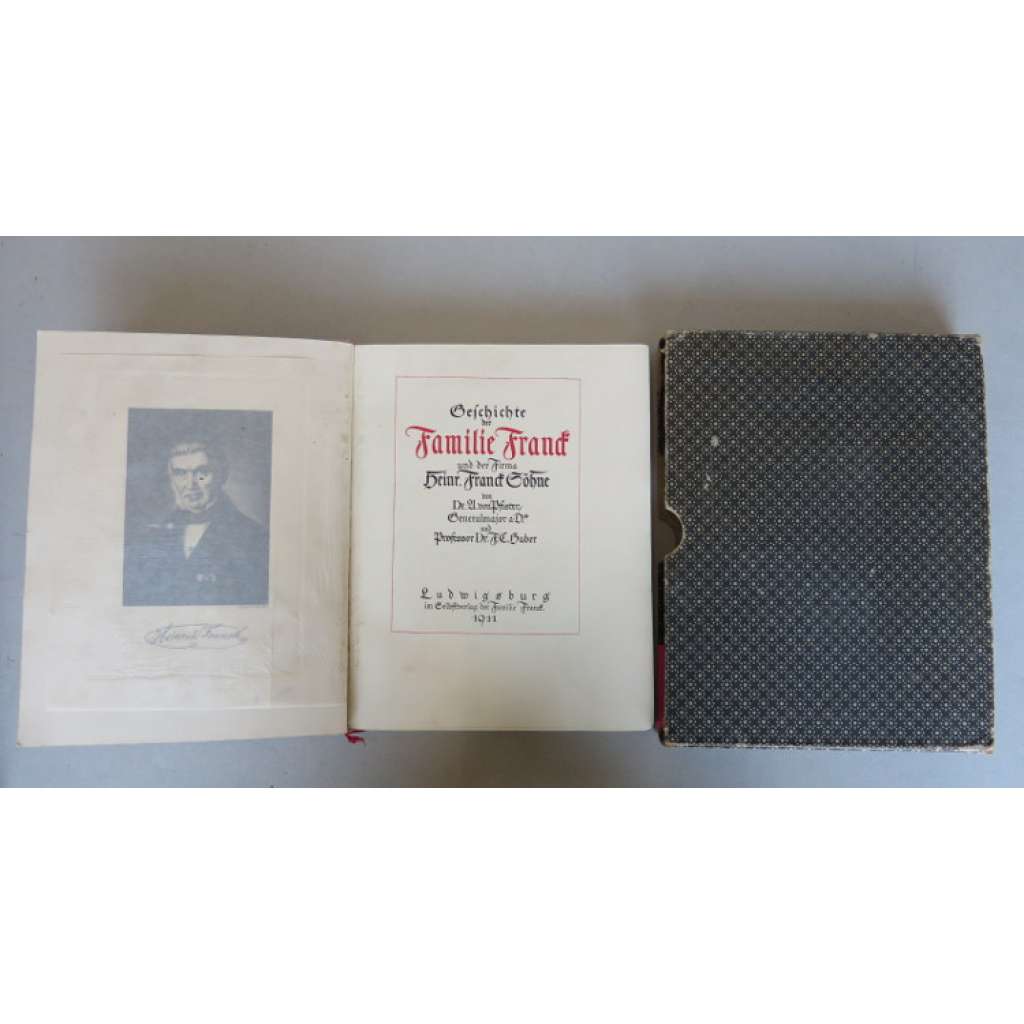 Geschichte
der
Familie Franck
und der Firma
Heinr. Franck Söhne
von
Dr. A. von Pfister,
Generalmajor a. D.
und
Professor Dr. F. C. Huber
Ludwigsburg
im Selbstverlag der Familie Franck.
1911